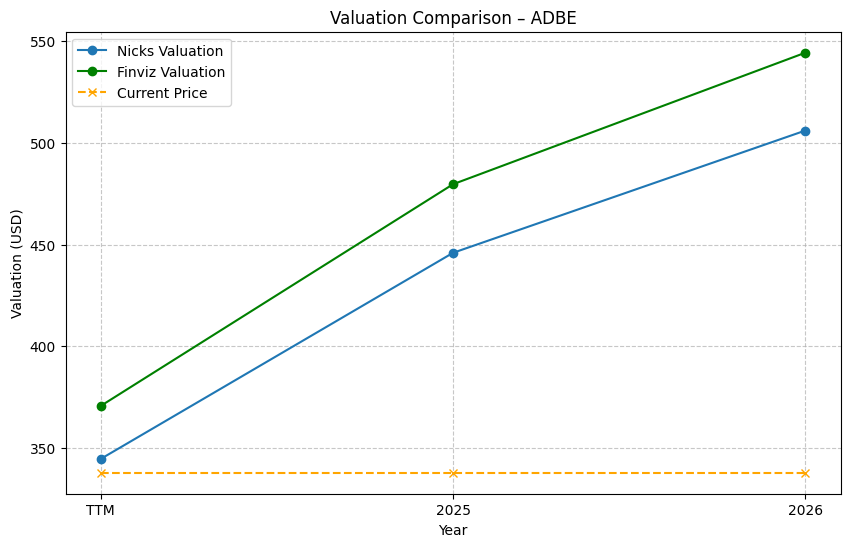 Valuation Comparison – ADBE
Nicks Valuation
Finviz Valuation
Current Price
Valuation (USD)
550
500
450
400
350
TTM
2025
2026
Year